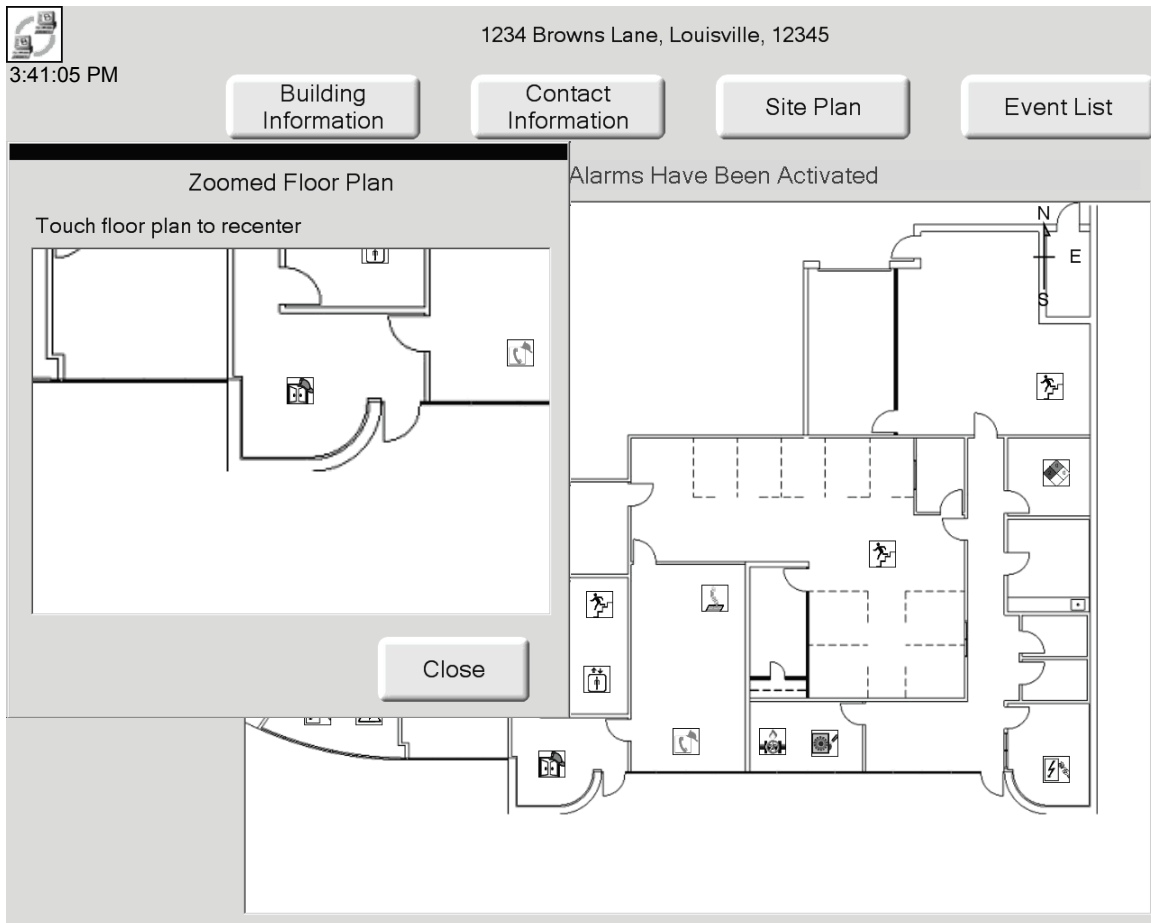 1234 Browns Lane, Louisville, 12345
3:41:05 PM
Building
Information
Contact
Information
Site Plan
Event List
Alarms Have Been Activated
Zoomed Floor Plan
Touch floor plan to recenter
N
E
S
Close